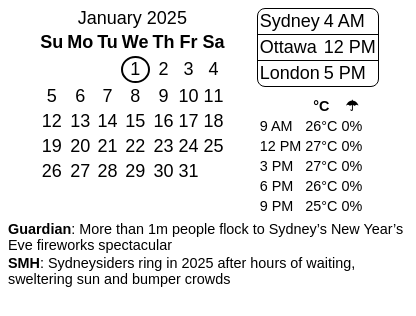 January 2025
Su Mo Tu We Th Fr Sa
1 2 3 4
5 6 7 8 9 10 11
12 13 14 15 16 17 18
19 20 21 22 23 24 25
26 27 28 29 30 31
Sydney 4 AM
Ottawa 12 PM
London 5 PM
°C ☂
9 AM 26°C 0%
12 PM 27°C 0%
3 PM 27°C 0%
6 PM 26°C 0%
9 PM 25°C 0%
Guardian: More than 1m people flock to Sydney’s New Year’s
Eve fireworks spectacular
SMH: Sydneysiders ring in 2025 after hours of waiting,
sweltering sun and bumper crowds